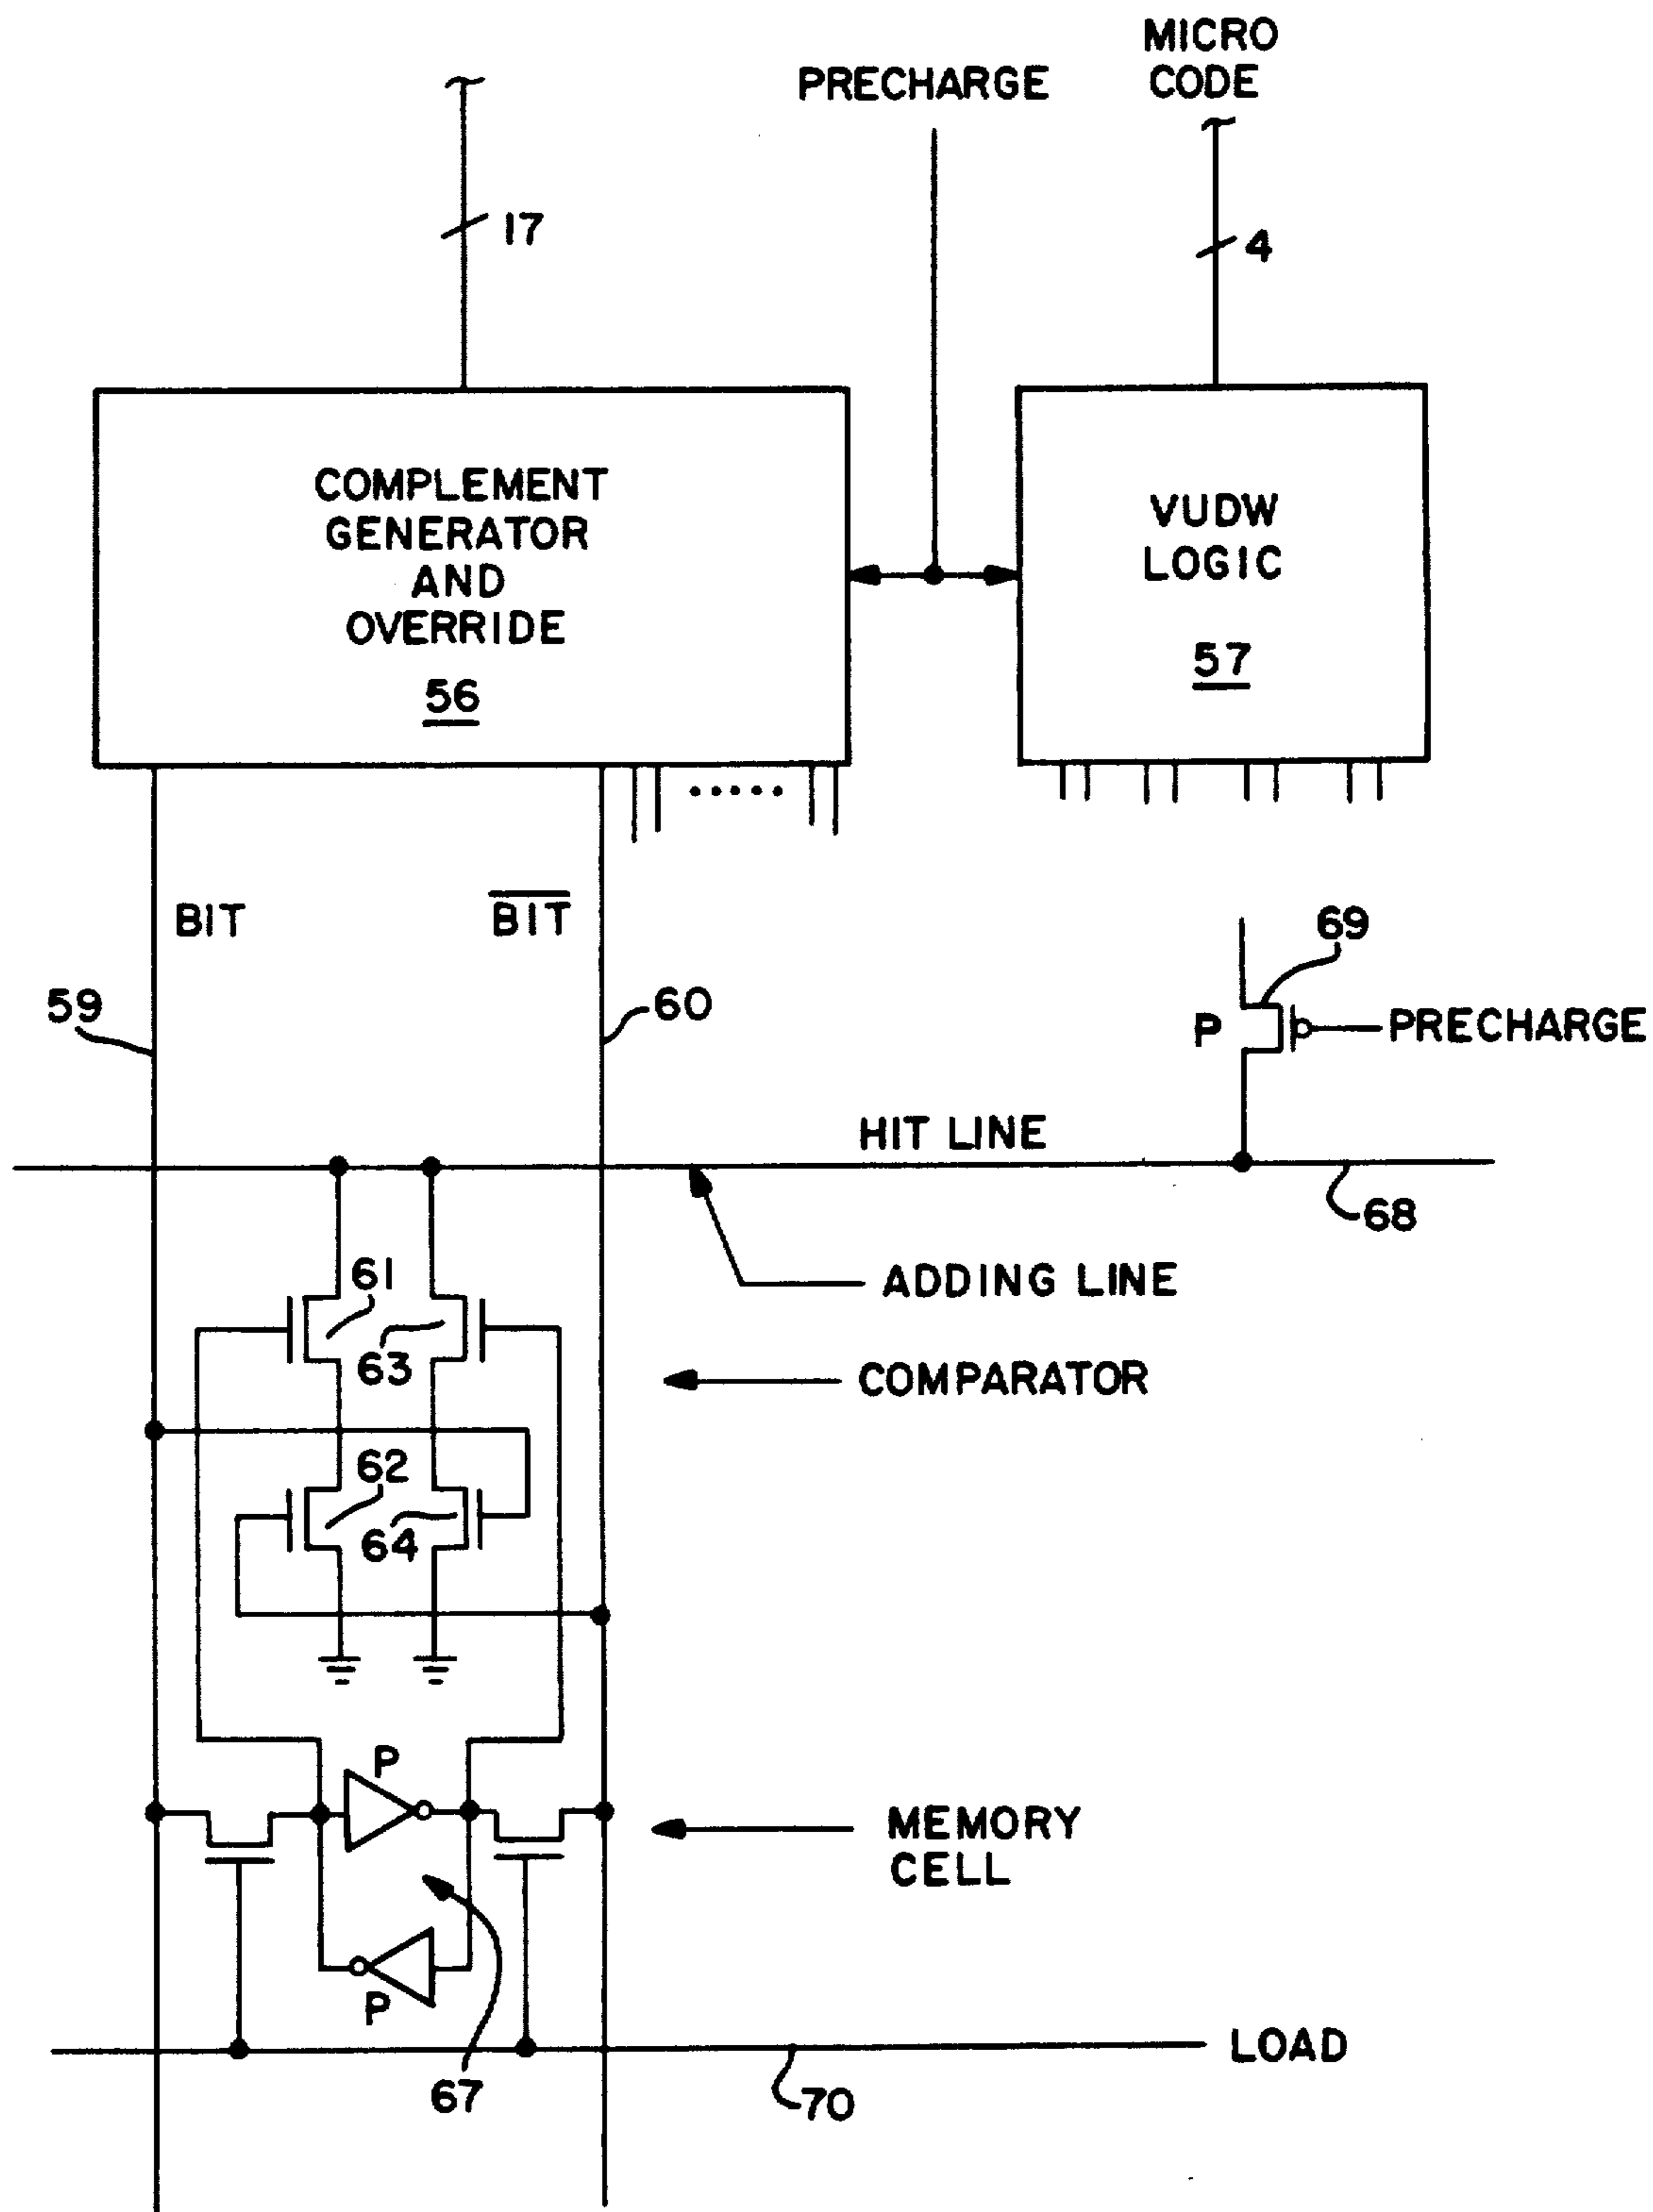 MICRO
CODE
PRECHARGE
17
4
COMPLEMENT
GENERATOR
AND
OVERRIDE
56
VUDW
LOGIC
57
BIT
B̅I̅T̅
59
60
69
P
PRECHARGE
HIT LINE
68
ADDING LINE
61
63
COMPARATOR
62
64
P
MEMORY
CELL
P
LOAD
67
70